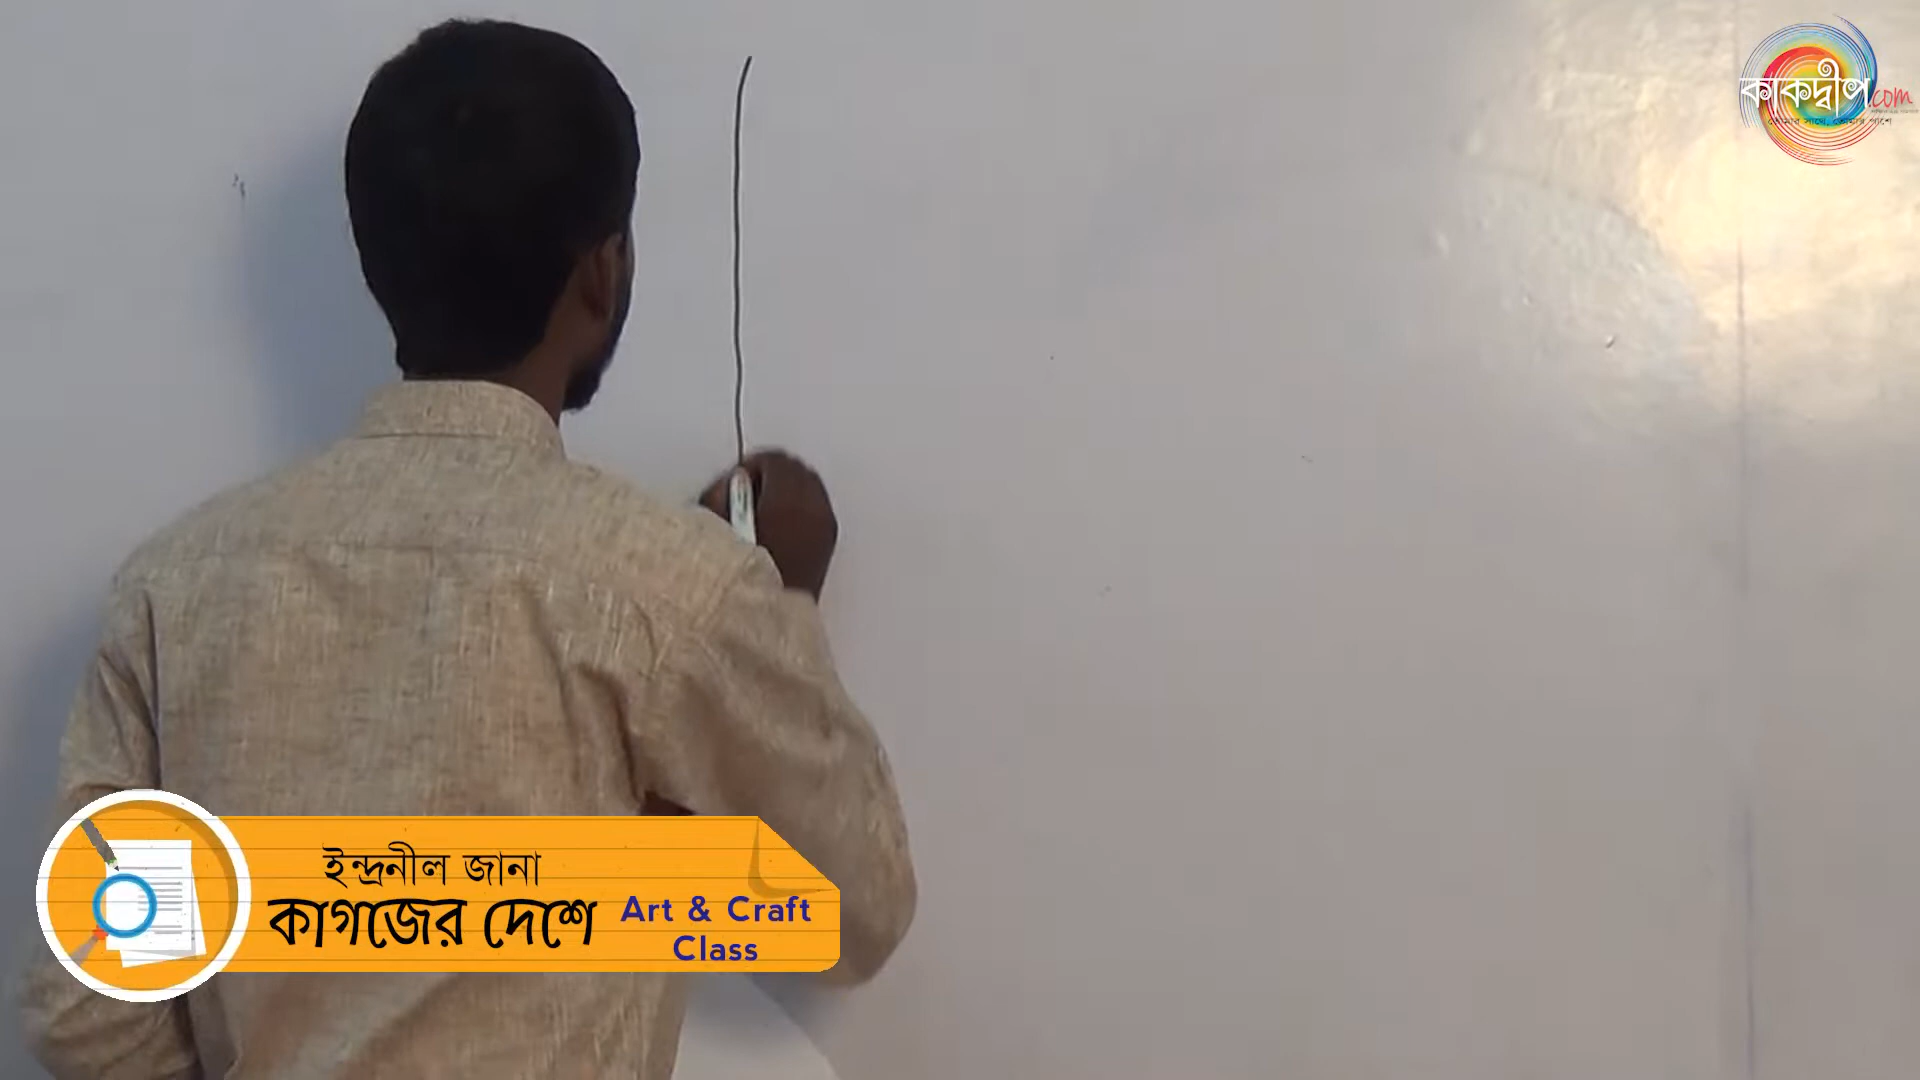 কাকদ্বীপ.com
ইন্দ্রনীল জানা
কাগজের দেশে
Art & Craft
Class